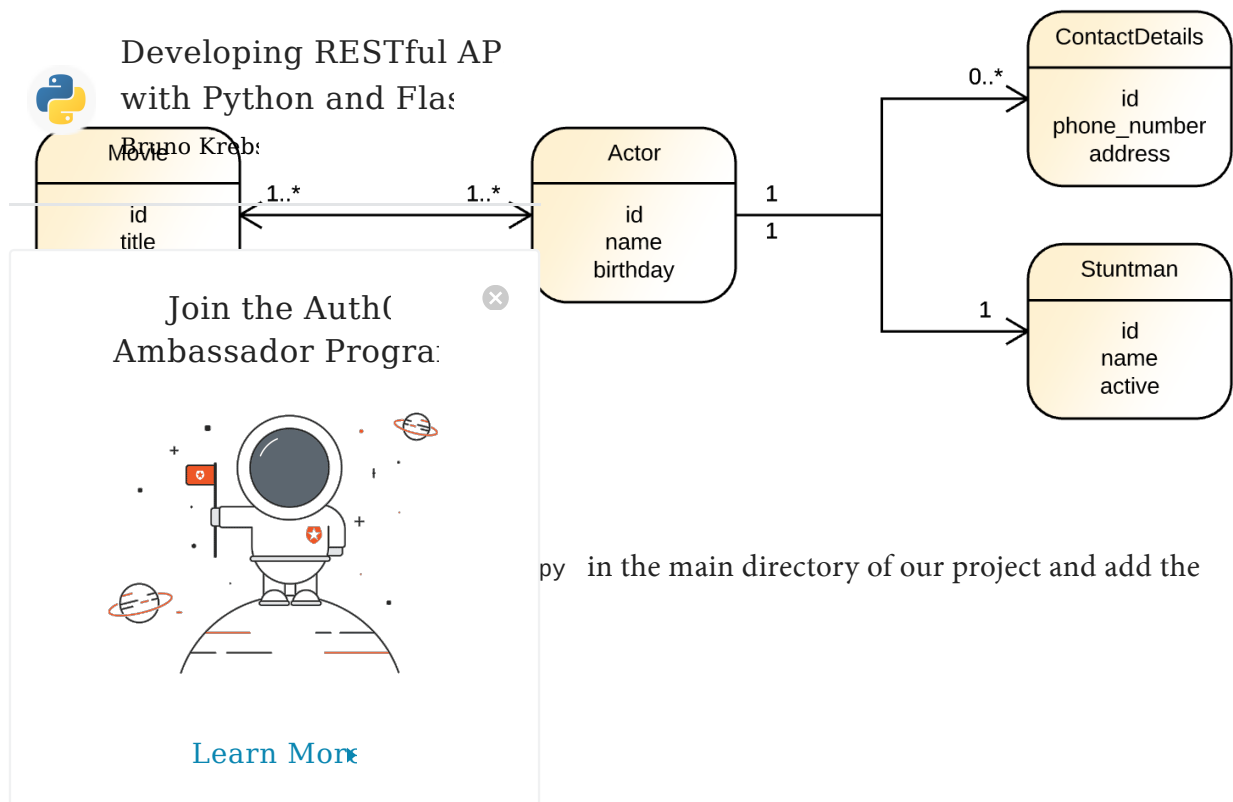 Developing RESTful AP
with Python and Flas
Bruno Krebs
Movie
id
title
1..*
1..*
Actor
id
name
birthday
1
1
0..*
ContactDetails
id
phone_number
address
1
Stuntman
id
name
active
Join the Auth0
Ambassador Progra
py in the main directory of our project and add the
Learn More